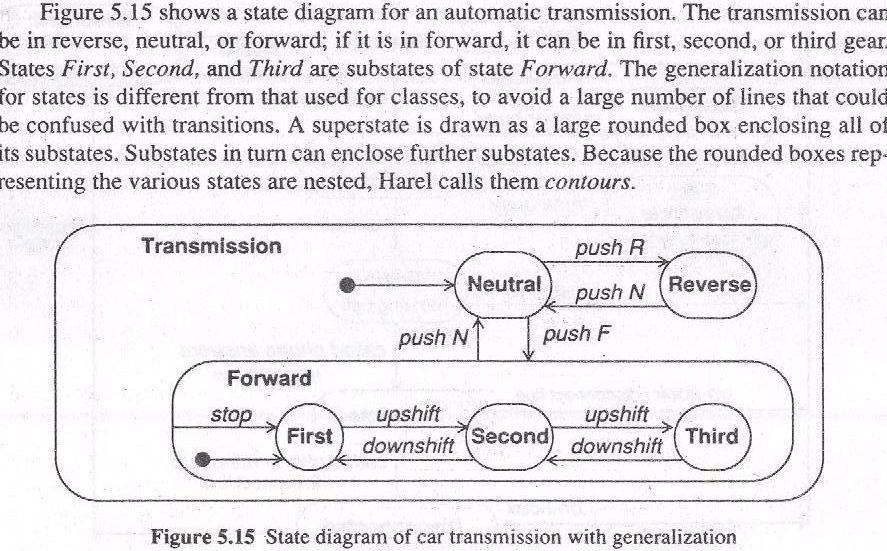 Figure 5.15 shows a state diagram for an automatic transmission. The transmission can
be in reverse, neutral, or forward; if it is in forward, it can be in first, second, or third gear.
States First, Second, and Third are substates of state Forward. The generalization notation
for states is different from that used for classes, to avoid a large number of lines that could
be confused with transitions. A superstate is drawn as a large rounded box enclosing all of
its substates. Substates in turn can enclose further substates. Because the rounded boxes rep-
resenting the various states are nested, Harel calls them contours.
Transmission
push R
Neutral
Reverse
push N
push N
push F
Forward
stop
upshift
upshift
First
Second
Third
downshift
downshift
Figure 5.15 State diagram of car transmission with generalization